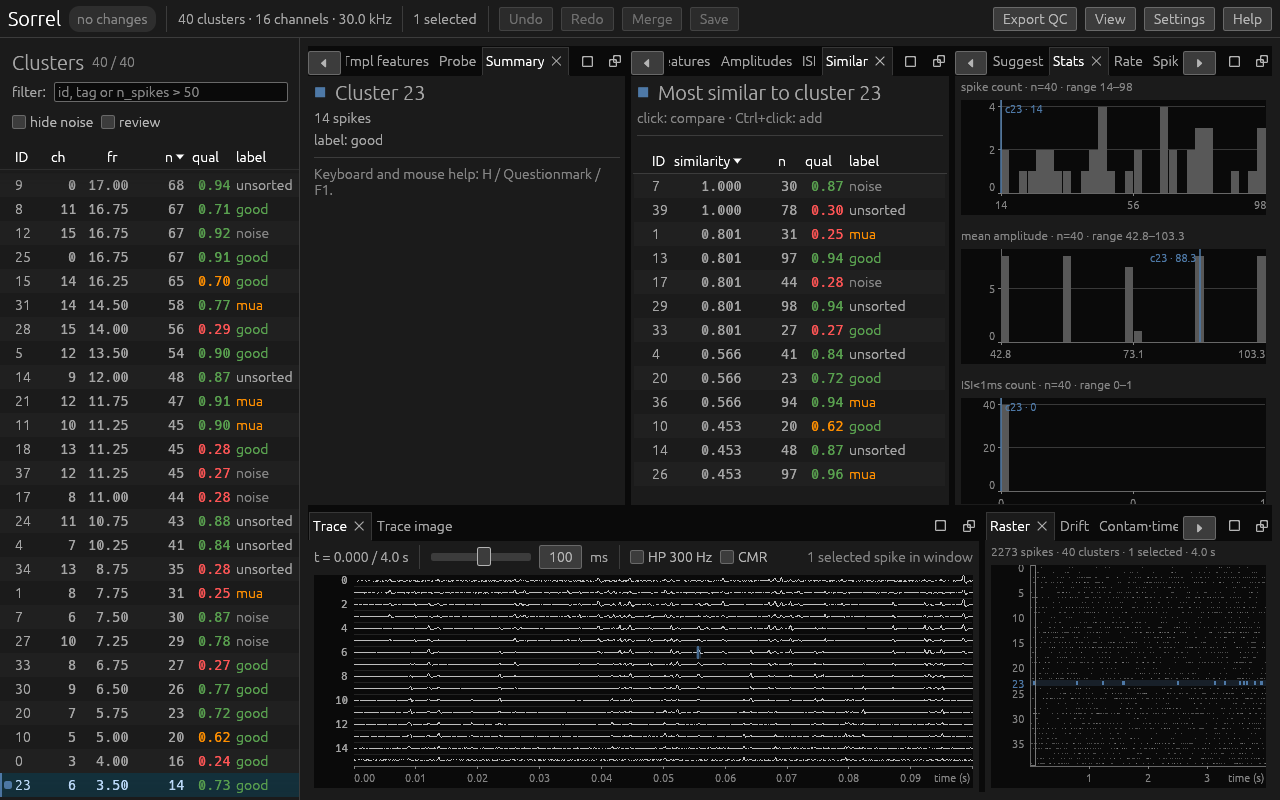 Sorrel no changes 40 clusters · 16 channels · 30.0 kHz 1 selected Undo Redo Merge Save Export QC View Settings Help
Clusters 40 / 40
filter: id, tag or n_spikes > 50
hide noise review
ID ch fr n qual label
9 0 17.00 68 0.94 unsorted
8 11 16.75 67 0.71 good
12 15 16.75 67 0.92 noise
25 0 16.75 67 0.91 good
15 14 16.25 65 0.70 good
31 14 14.50 58 0.77 mua
28 15 14.00 56 0.29 good
5 12 13.50 54 0.90 good
14 9 12.00 48 0.87 unsorted
21 12 11.75 47 0.91 mua
11 10 11.25 45 0.90 mua
18 13 11.25 45 0.28 good
37 12 11.25 45 0.27 noise
17 8 11.00 44 0.28 noise
24 11 10.75 43 0.88 unsorted
4 7 10.25 41 0.84 unsorted
34 13 8.75 35 0.28 unsorted
1 8 7.75 31 0.25 mua
7 6 7.50 30 0.87 noise
27 10 7.25 29 0.78 noise
33 8 6.75 27 0.27 good
30 9 6.50 26 0.77 good
20 7 5.75 23 0.72 good
10 5 5.00 20 0.62 good
0 3 4.00 16 0.24 good
23 6 3.50 14 0.73 good
Features Probe Summary
Cluster 23
14 spikes
label: good
Keyboard and mouse help: H / Questionmark /
F1.
Amplitudes ISI Similar
Most similar to cluster 23
click: compare · Ctrl+click: add
ID similarity n qual label
7 1.000 30 0.87 noise
39 1.000 78 0.30 unsorted
1 0.801 31 0.25 mua
13 0.801 97 0.94 good
17 0.801 44 0.28 noise
29 0.801 98 0.94 unsorted
33 0.801 27 0.27 good
4 0.566 41 0.84 unsorted
20 0.566 23 0.72 good
36 0.566 94 0.94 mua
10 0.453 20 0.62 good
14 0.453 48 0.87 unsorted
26 0.453 97 0.96 mua
Suggest Stats Rate Spik
spike count · n=40 · range 14–98
4
c23 · 14
2
0
14 56 98
mean amplitude · n=40 · range 42.8–103.3
c23 · 88.3
5
0
42.8 73.1 103.3
ISI<1ms count · n=40 · range 0–1
40
c23 · 0
20
0
Trace Trace image
t = 0.000 / 4.0 s 100 ms HP 300 Hz CMR 1 selected spike in window
0
2
4
6
8
10
12
14
0.00 0.01 0.02 0.03 0.04 0.05 0.06 0.07 0.08 0.09 time (s)
Raster Drift Contam-time
2273 spikes · 40 clusters · 1 selected · 4.0 s
0
5
10
15
20
23
25
30
35
1 2 3 time (s)